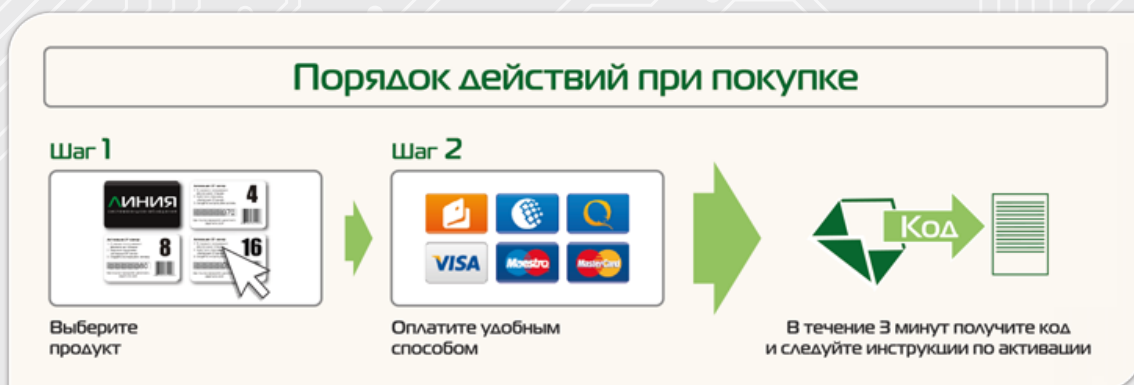 Порядок действий при покупке
Шаг 1
Шаг 2
ЛИНИЯ
4
8
16
VISA
Maestro
MasterCard
Код
Выберите
продукт
Оплатите удобным
способом
В течение 3 минут получите код
и следуйте инструкции по активации